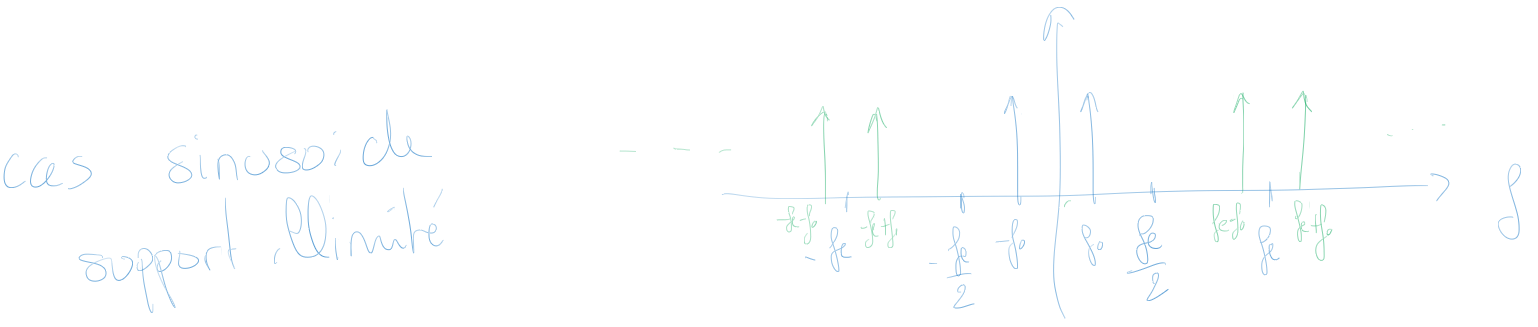 cas sinusoide
support illimité
-fe-f₀ -fe -fe+f₀ -fe/2 -f₀ f₀ fe/2 fe-f₀ fe fe+f₀ f